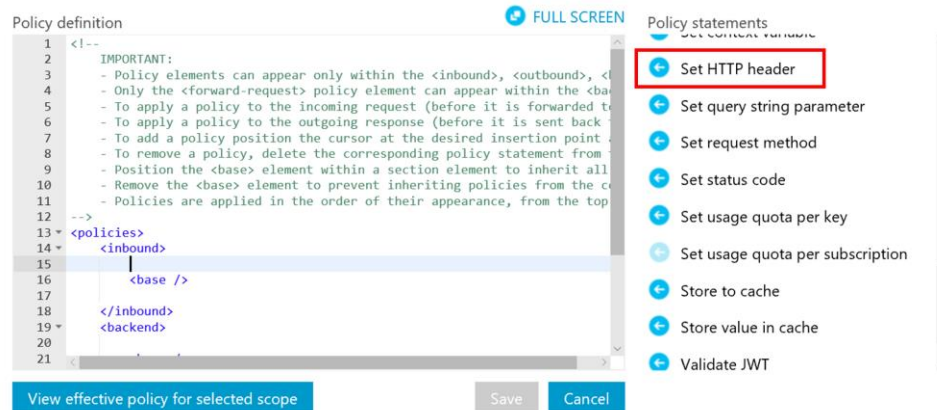 Policy definition
FULL SCREEN
1 <!--
2 IMPORTANT:
3 - Policy elements can appear only within the <inbound>, <outbound>, <b
4 - Only the <forward-request> policy element can appear within the <bac
5 - To apply a policy to the incoming request (before it is forwarded to
6 - To apply a policy to the outgoing response (before it is sent back
7 - To add a policy position the cursor at the desired insertion point
8 - To remove a policy, delete the corresponding policy statement from
9 - Position the <base> element within a section element to inherit all
10 - Remove the <base> element to prevent inheriting policies from the co
11 - Policies are applied in the order of their appearance, from the top
12 -->
13 <policies>
14 <inbound>
15
16 <base />
17
18 </inbound>
19 <backend>
20
21
View effective policy for selected scope
Save
Cancel
Policy statements
Set context variable
Set HTTP header
Set query string parameter
Set request method
Set status code
Set usage quota per key
Set usage quota per subscription
Store to cache
Store value in cache
Validate JWT